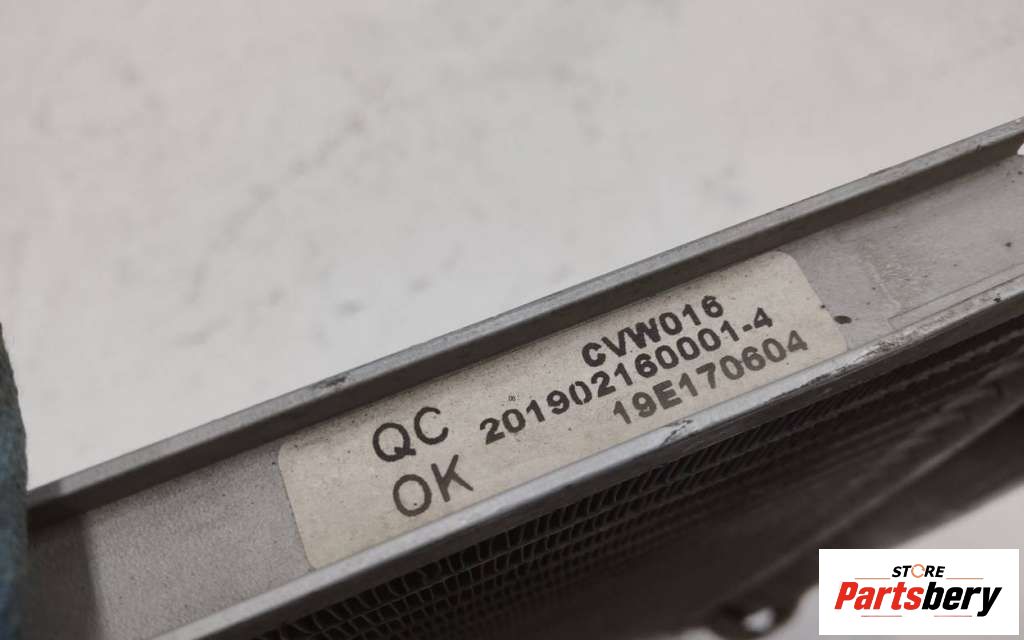 CVW016
QC 201902160001-4
OK 19E170604
STORE
Partsbery